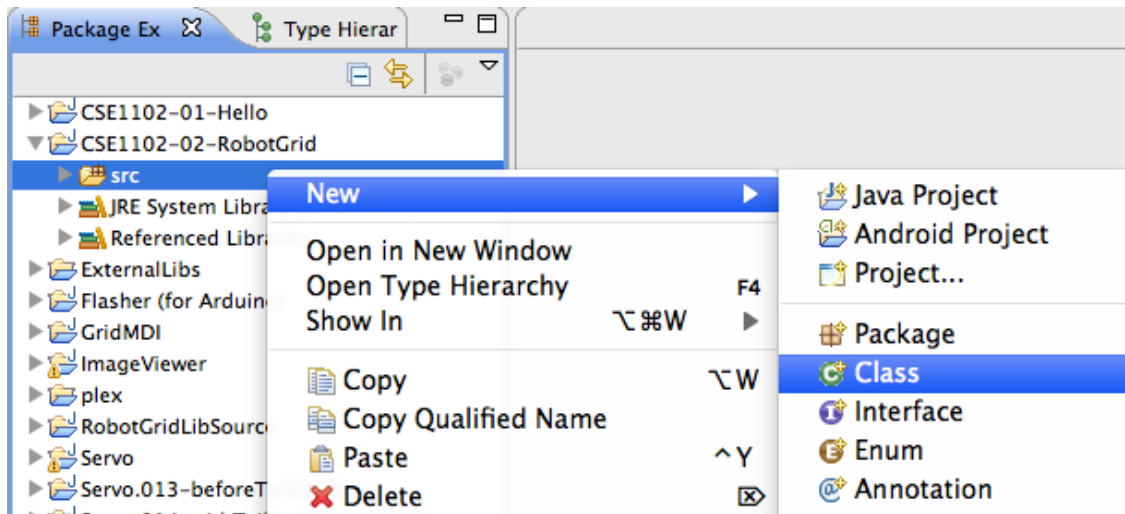 Package Ex
Type Hierar
CSE1102-01-Hello
CSE1102-02-RobotGrid
src
JRE System Libra
Referenced Libr
ExternalLibs
Flasher (for Arduin
GridMDI
ImageViewer
plex
RobotGridLibSourc
Servo
Servo.013-beforeT
New
Open in New Window
Open Type Hierarchy F4
Show In ⌥⌘W
Copy ⌥W
Copy Qualified Name
Paste ^Y
Delete ⌦
Java Project
Android Project
Project...
Package
Class
Interface
Enum
Annotation